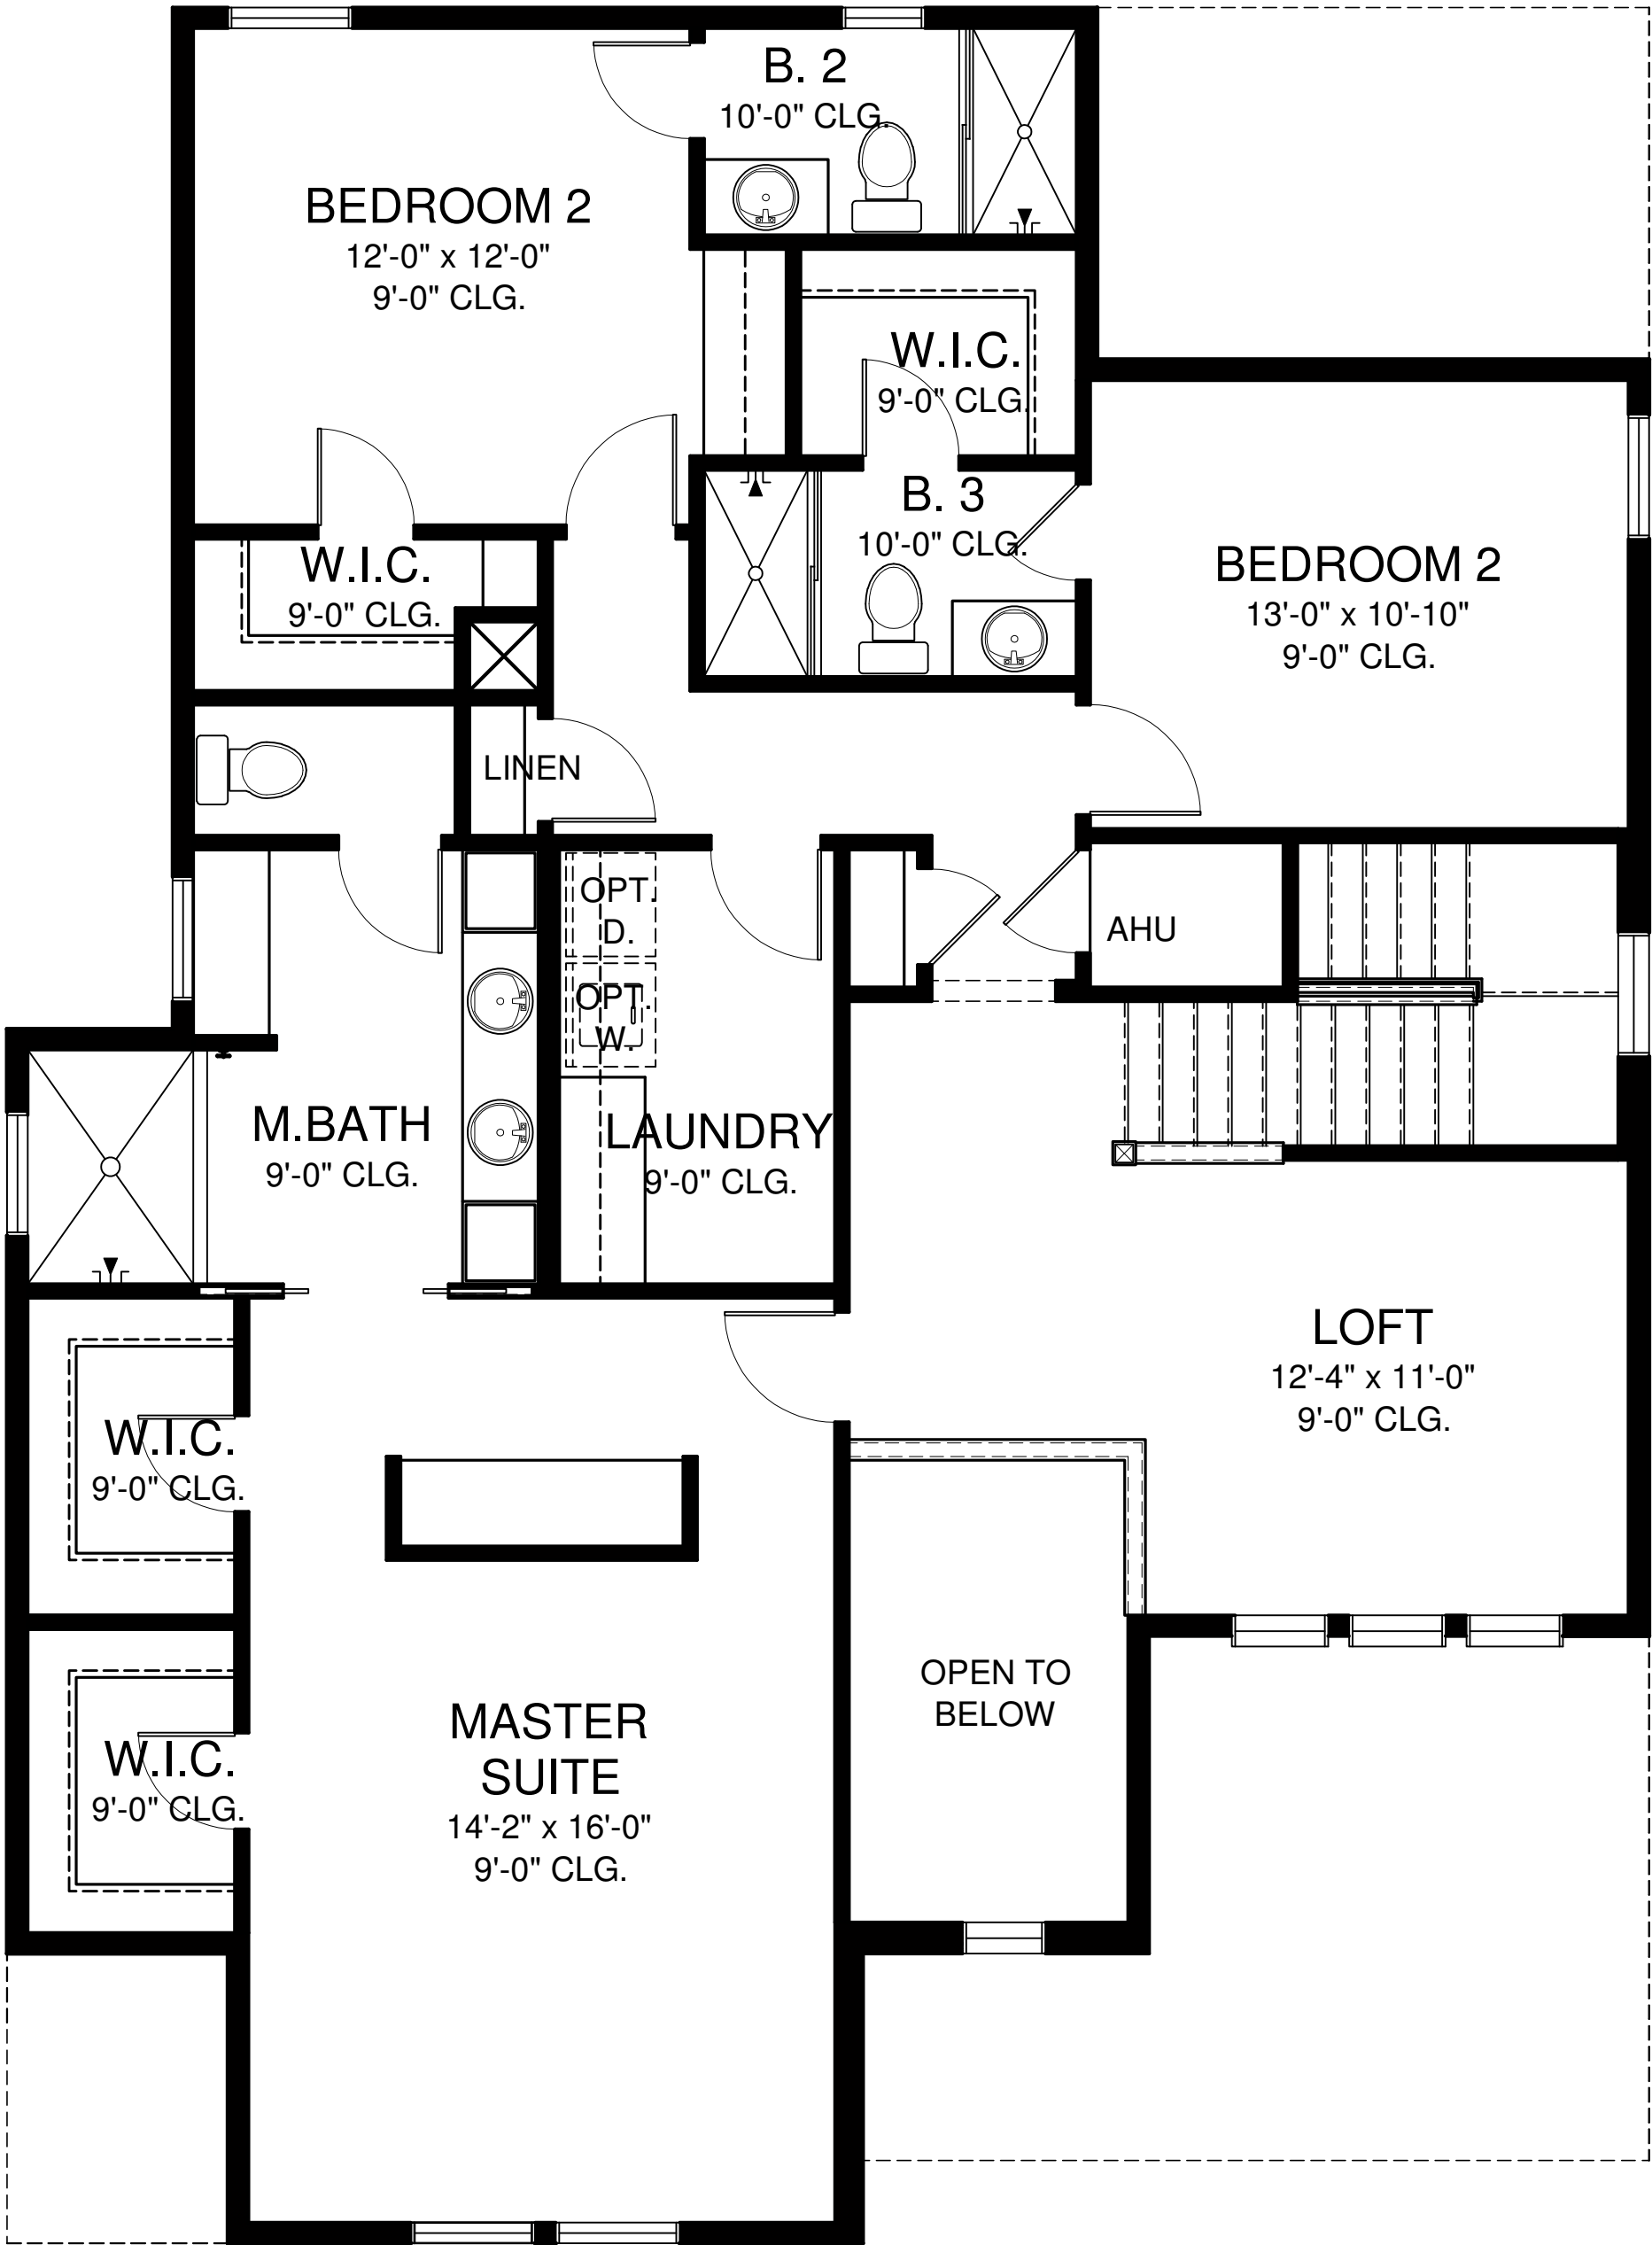 B. 2
10'-0" CLG.
BEDROOM 2
12'-0" x 12'-0"
9'-0" CLG.
W.I.C.
9'-0" CLG.
B. 3
10'-0" CLG.
BEDROOM 2
13'-0" x 10'-10"
9'-0" CLG.
W.I.C.
9'-0" CLG.
LINEN
OPT.
D.
OPT.
W.
AHU
M.BATH
9'-0" CLG.
LAUNDRY
9'-0" CLG.
LOFT
12'-4" x 11'-0"
9'-0" CLG.
W.I.C.
9'-0" CLG.
OPEN TO
BELOW
MASTER
SUITE
14'-2" x 16'-0"
9'-0" CLG.
W.I.C.
9'-0" CLG.